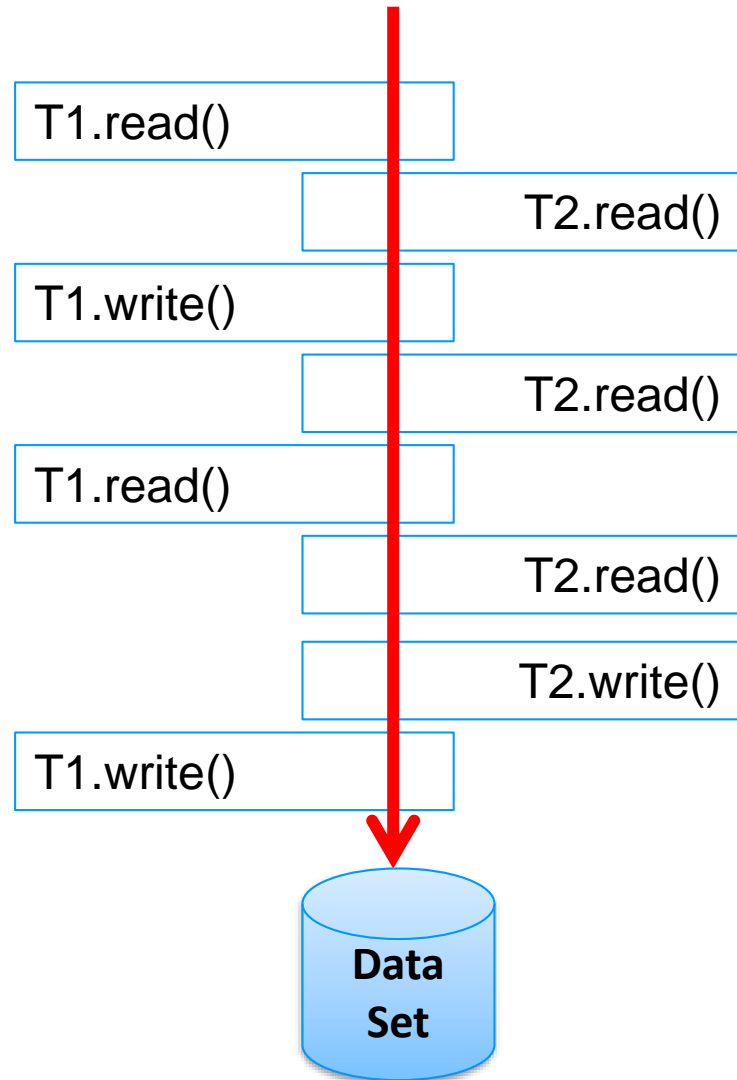 T1.read()
T2.read()
T1.write()
T2.read()
T1.read()
T2.read()
T2.write()
T1.write()
Data
Set